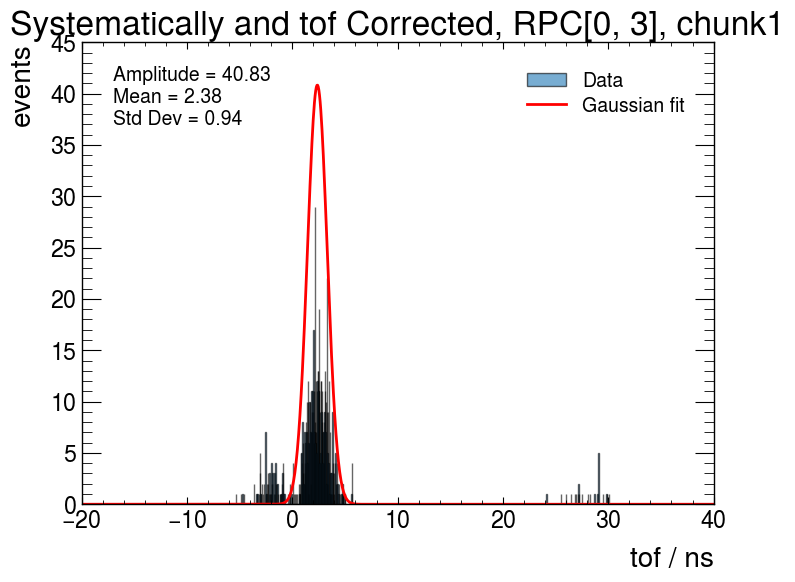 Systematically and tof Corrected, RPC[0, 3], chunk1
events
45
40
35
30
25
20
15
10
5
0
Amplitude = 40.83
Mean = 2.38
Std Dev = 0.94
Data
Gaussian fit
−20
−10
0
10
20
30
40
tof / ns